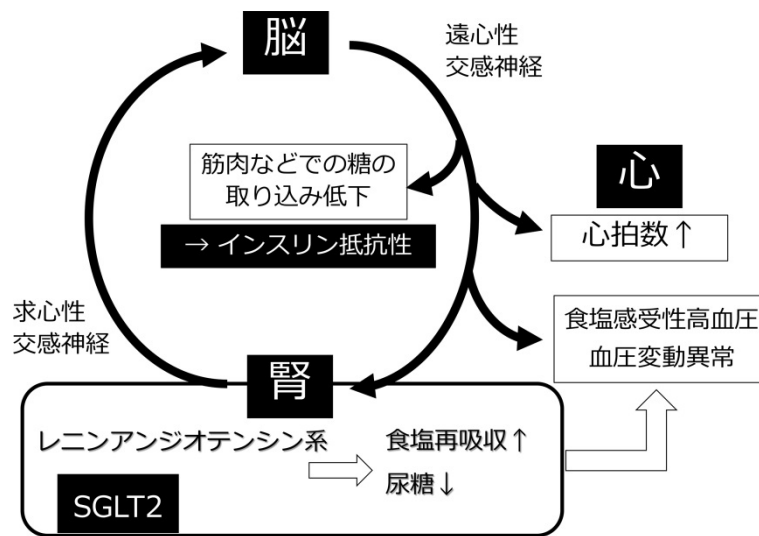 脳
遠心性
交感神経
筋肉などでの糖の
取り込み低下
→ インスリン抵抗性
心
心拍数↑
求心性
交感神経
食塩感受性高血圧
血圧変動異常
腎
レニンアンジオテンシン系
食塩再吸収↑
尿糖↓
SGLT2